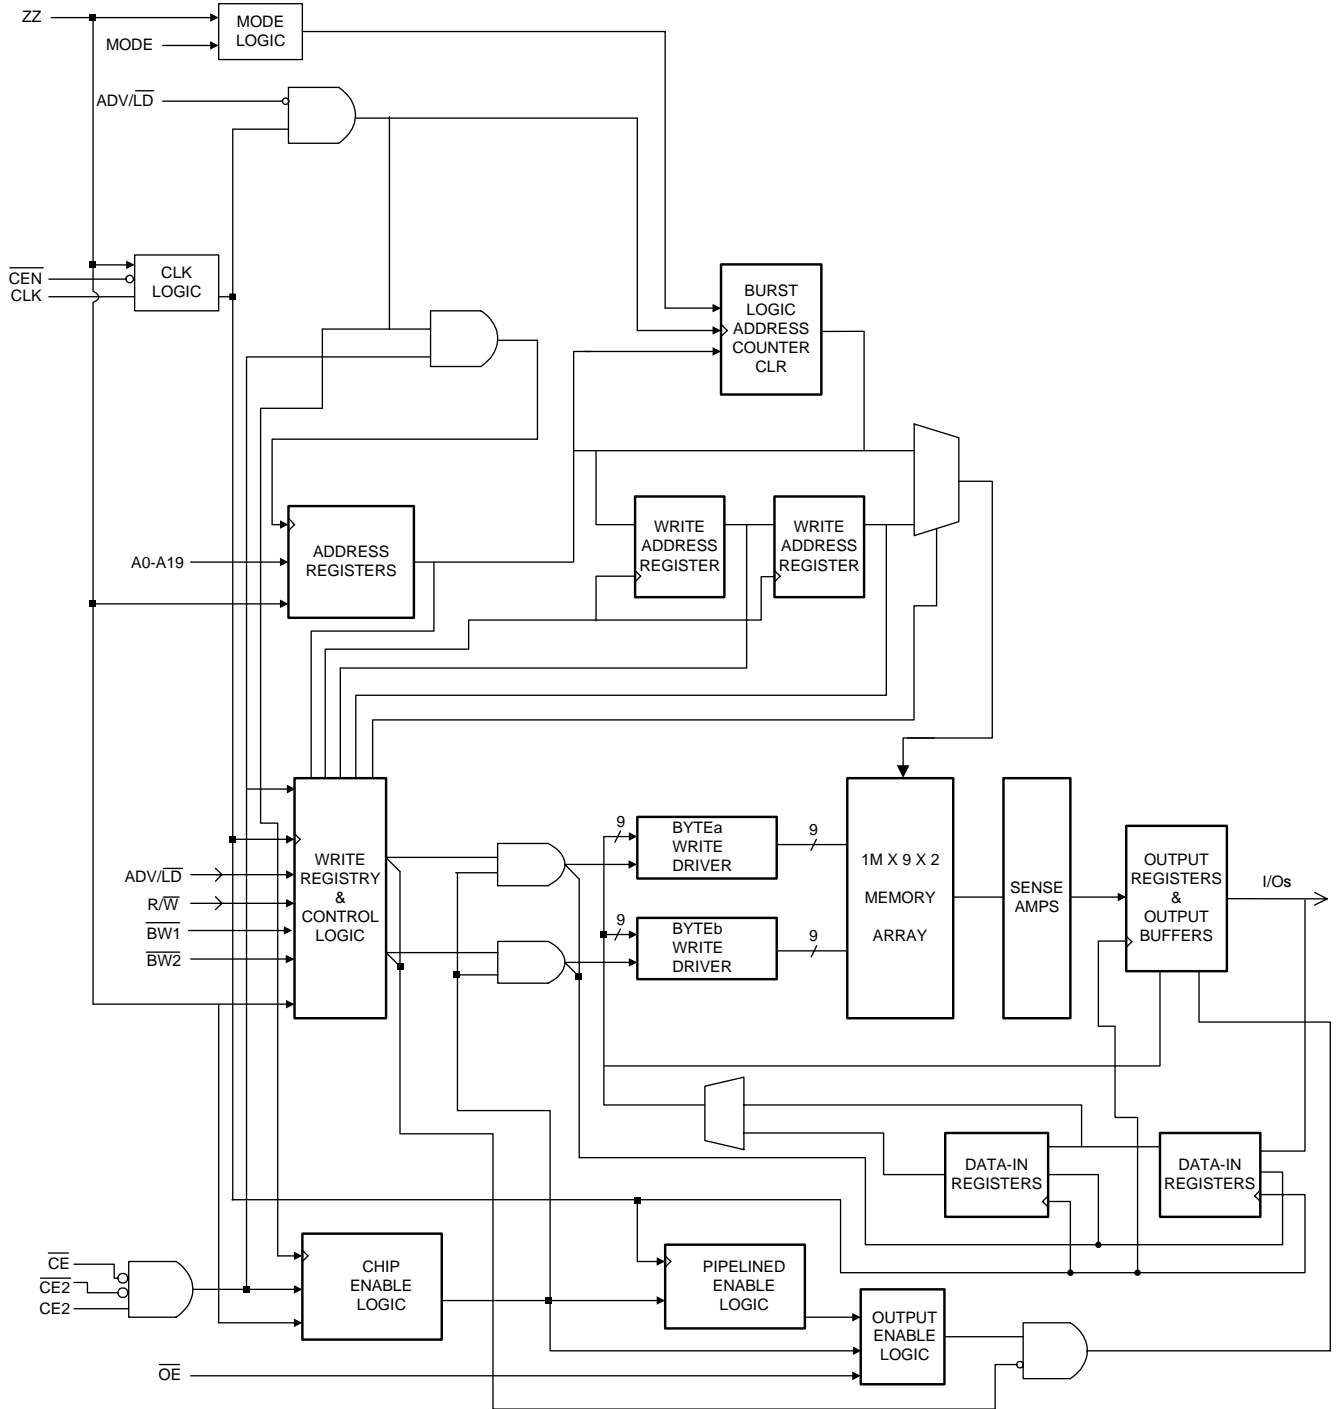 ZZ
MODE
MODE
LOGIC
ADV/LD
CEN
CLK
CLK
LOGIC
BURST
LOGIC
ADDRESS
COUNTER
CLR
A0-A19
ADDRESS
REGISTERS
WRITE
ADDRESS
REGISTER
WRITE
ADDRESS
REGISTER
ADV/LD
R/W
BW1
BW2
WRITE
REGISTRY
&
CONTROL
LOGIC
9
BYTEa
WRITE
DRIVER
9
9
BYTEb
WRITE
DRIVER
9
1M X 9 X 2
MEMORY
ARRAY
SENSE
AMPS
OUTPUT
REGISTERS
&
OUTPUT
BUFFERS
I/Os
DATA-IN
REGISTERS
DATA-IN
REGISTERS
CE
CE2
CE2
CHIP
ENABLE
LOGIC
PIPELINED
ENABLE
LOGIC
OUTPUT
ENABLE
LOGIC
OE